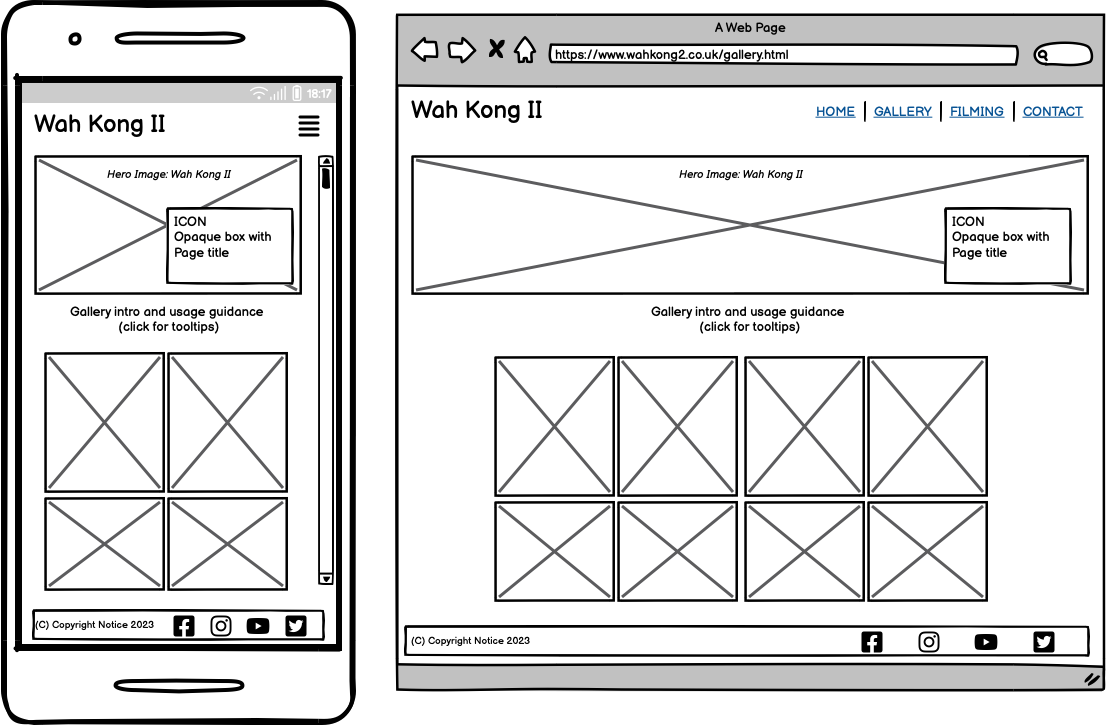 18:17
Wah Kong II
Hero Image: Wah Kong II
ICON
Opaque box with
Page title
Gallery intro and usage guidance
(click for tooltips)
(C) Copyright Notice 2023
A Web Page
https://www.wahkong2.co.uk/gallery.html
Wah Kong II
HOME | GALLERY | FILMING | CONTACT
Hero Image: Wah Kong II
ICON
Opaque box with
Page title
Gallery intro and usage guidance
(click for tooltips)
(C) Copyright Notice 2023